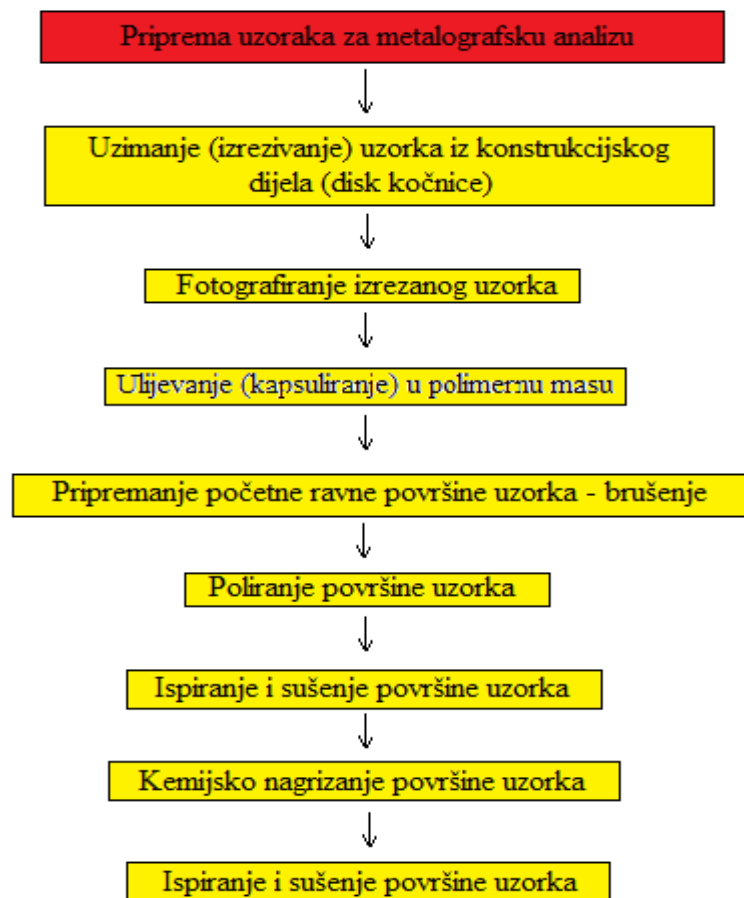 Priprema uzoraka za metalografsku analizu
Uzimanje (izrezivanje) uzorka iz konstrukcijskog
dijela (disk kočnice)
Fotografiranje izrezanog uzorka
Ulijevanje (kapsuliranje) u polimernu masu
Pripremanje početne ravne površine uzorka - brušenje
Poliranje površine uzorka
Ispiranje i sušenje površine uzorka
Kemijsko nagrizanje površine uzorka
Ispiranje i sušenje površine uzorka